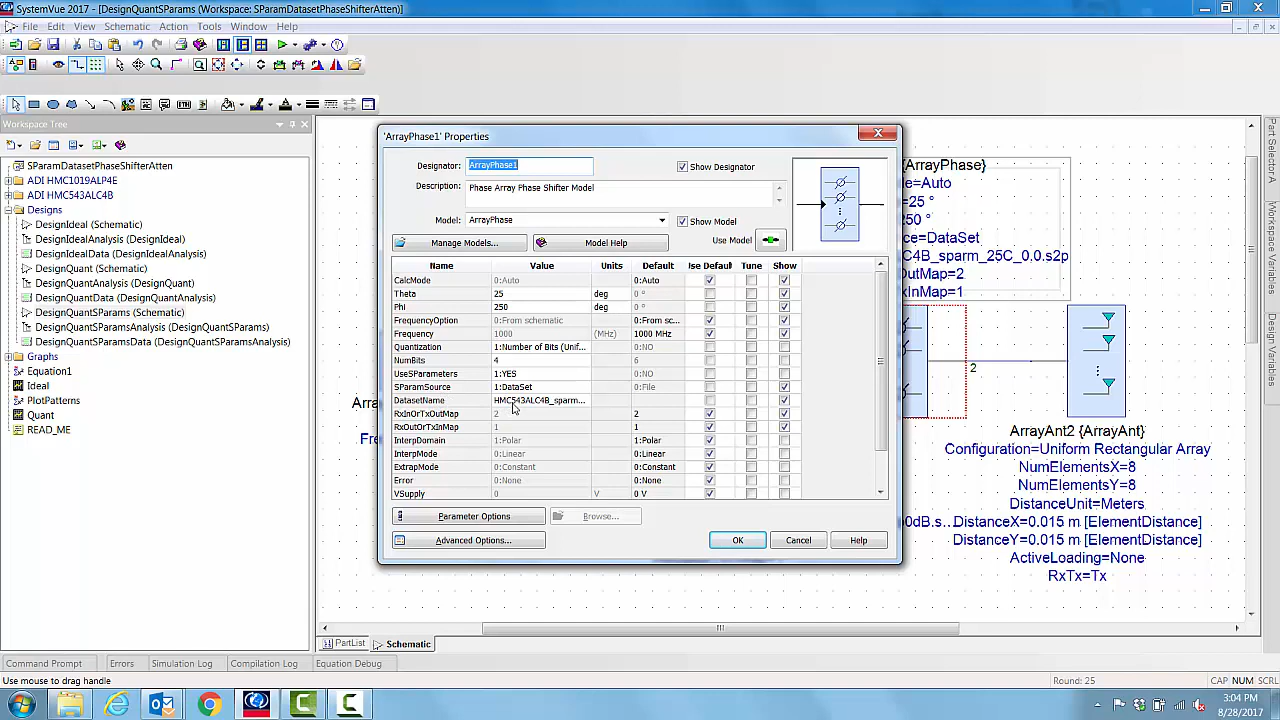 SystemVue 2017 - [DesignQuantSParams (Workspace: SParamDatasetPhaseShifterAtten)]
File Edit View Schematic Action Tools Window Help
Workspace Tree
SParamDatasetPhaseShifterAtten
ADI HMC1019ALP4E
ADI HMC543ALC4B
Designs
DesignIdeal (Schematic)
DesignIdealAnalysis (DesignIdeal)
DesignIdealData (DesignIdealAnalysis)
DesignQuant (Schematic)
DesignQuantAnalysis (DesignQuant)
DesignQuantData (DesignQuantAnalysis)
DesignQuantSParams (Schematic)
DesignQuantSParamsAnalysis (DesignQuantSParams)
DesignQuantSParamsData (DesignQuantSParamsAnalysis)
Graphs
Equation1
Ideal
PlotPatterns
Quant
READ_ME
'ArrayPhase1' Properties
Designator: ArrayPhase1 Show Designator
Description: Phase Array Phase Shifter Model
Model: ArrayPhase Show Model
Manage Models... Model Help Use Model
Name Value Units Default Use Default Tune Show
CalcMode 0:Auto 0:Auto
Theta 25 deg 0 °
Phi 250 deg 0 °
FrequencyOption 0:From schematic 0:From sc...
Frequency 1000 (MHz) 1000 MHz
Quantization 1:Number of Bits (Unif... 0:NO
NumBits 4 6
UseSParameters 1:YES 0:NO
SParamSource 1:DataSet 0:File
DatasetName HMC543ALC4B_sparm...
RxInOrTxOutMap 2 2
RxOutOrTxInMap 1 1
InterpDomain 1:Polar 1:Polar
InterpMode 0:Linear 0:Linear
ExtrapMode 0:Constant 0:Constant
Error 0:None 0:None
VSupply 0 V 0 V
Parameter Options Browse...
Advanced Options... OK Cancel Help
{ArrayPhase}
e=Auto
=25 °
250 °
ce=DataSet
C4B_sparm_25C_0,0.s2p
OutMap=2
xInMap=1
2
Arra
Fre
0dB.s...
ArrayAnt2 {ArrayAnt}
Configuration=Uniform Rectangular Array
NumElementsX=8
NumElementsY=8
DistanceUnit=Meters
DistanceX=0.015 m [ElementDistance]
DistanceY=0.015 m [ElementDistance]
ActiveLoading=None
RxTx=Tx
Part Selector A
PartList Schematic
Command Prompt Errors Simulation Log Compilation Log Equation Debug
Use mouse to drag handle Round: 25 CAP NUM SCRL
3:04 PM
8/28/2017